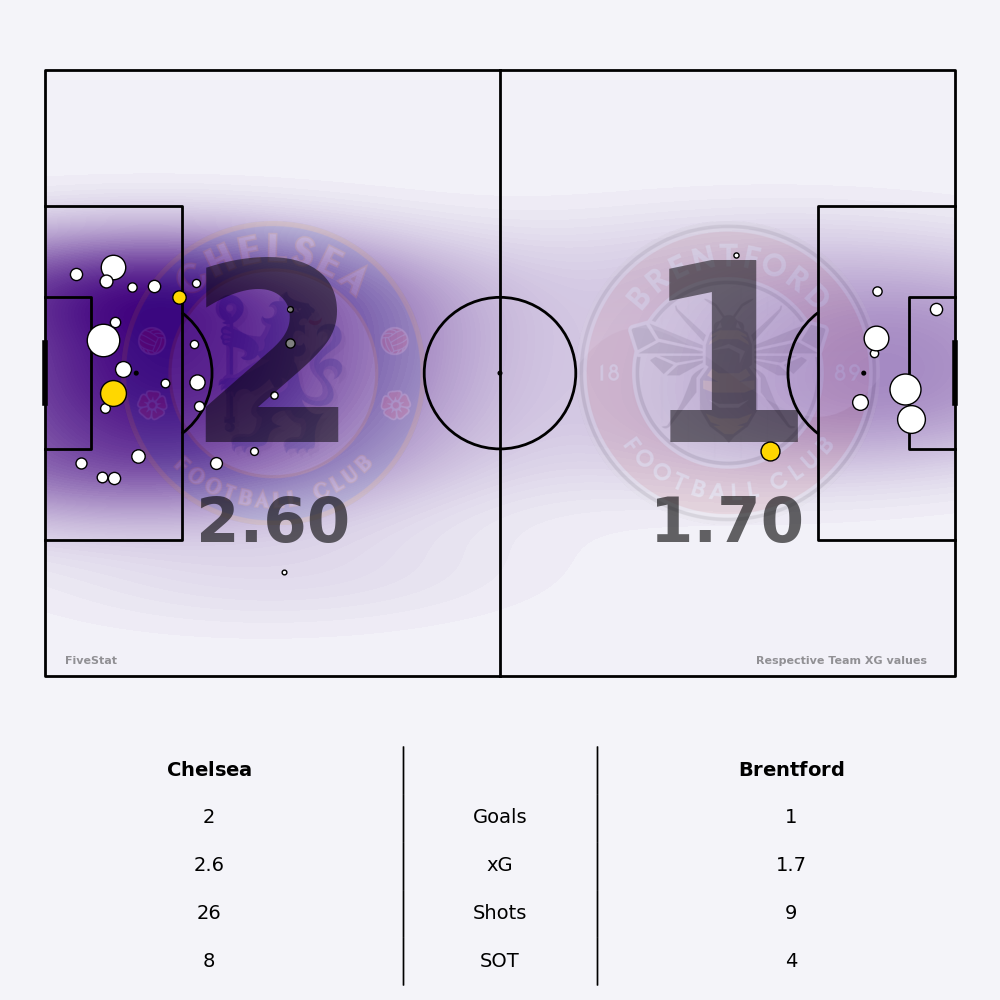 CHELSEA
FOOTBALL CLUB
2
2.60
BRENTFORD
18 89
FOOTBALL CLUB
1
1.70
FiveStat
Respective Team XG values
Chelsea Brentford
2 Goals 1
2.6 xG 1.7
26 Shots 9
8 SOT 4